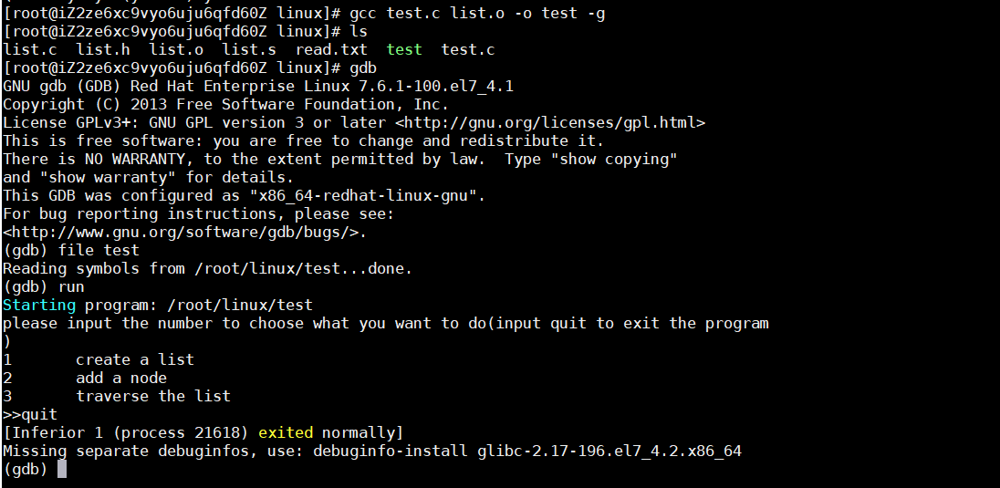 [root@iZ2ze6xc9vyo6uju6qfd60Z linux]# gcc test.c list.o -o test -g
[root@iZ2ze6xc9vyo6uju6qfd60Z linux]# ls
list.c  list.h  list.o  list.s  read.txt  test  test.c
[root@iZ2ze6xc9vyo6uju6qfd60Z linux]# gdb
GNU gdb (GDB) Red Hat Enterprise Linux 7.6.1-100.el7_4.1
Copyright (C) 2013 Free Software Foundation, Inc.
License GPLv3+: GNU GPL version 3 or later <http://gnu.org/licenses/gpl.html>
This is free software: you are free to change and redistribute it.
There is NO WARRANTY, to the extent permitted by law.  Type "show copying"
and "show warranty" for details.
This GDB was configured as "x86_64-redhat-linux-gnu".
For bug reporting instructions, please see:
<http://www.gnu.org/software/gdb/bugs/>.
(gdb) file test
Reading symbols from /root/linux/test...done.
(gdb) run
Starting program: /root/linux/test
please input the number to choose what you want to do(input quit to exit the program
)
1       create a list
2       add a node
3       traverse the list
>>quit
[Inferior 1 (process 21618) exited normally]
Missing separate debuginfos, use: debuginfo-install glibc-2.17-196.el7_4.2.x86_64
(gdb)